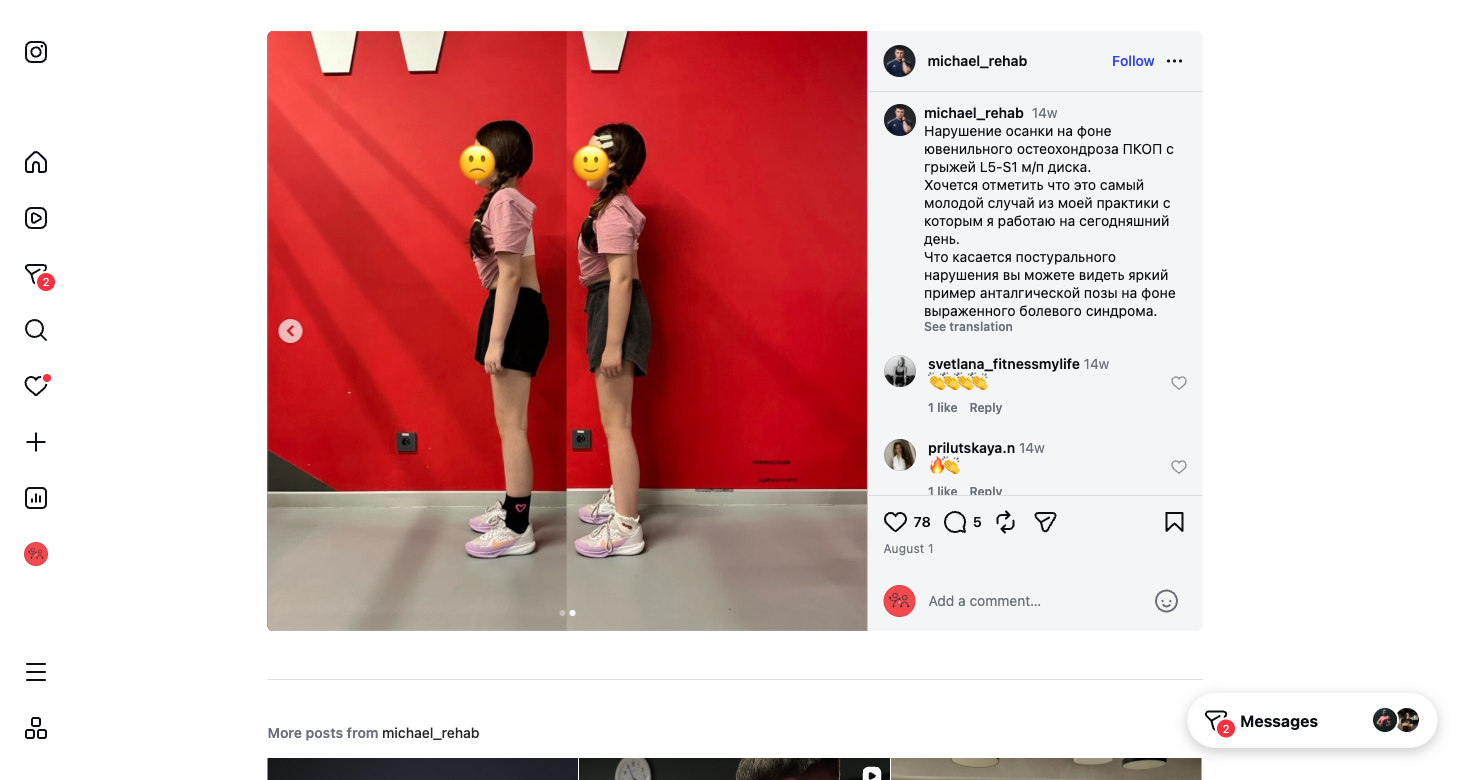 michael_rehab
Follow
michael_rehab 14w
Нарушение осанки на фоне
ювенильного остеохондроза ПКОП с
грыжей L5-S1 м/п диска.
Хочется отметить что это самый
молодой случай из моей практики с
которым я работаю на сегодняшний
день.
Что касается постурального
нарушения вы можете видеть яркий
пример анталгической позы на фоне
выраженного болевого синдрома.
See translation
svetlana_fitnessmylife 14w
👏👏👏👏
1 like Reply
prilutskaya.n 14w
🔥👏
1 like Reply
78 5
August 1
Add a comment...
2
More posts from michael_rehab
2 Messages